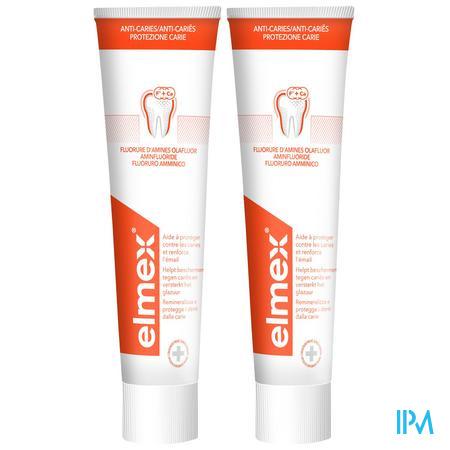 ANTI-CARIES/ANTI-CARIËS
PROTEZIONE CARIE
F⁻ + Ca
FLUORURE D'AMINES OLAFLUOR
AMINFLUORIDE
FLUORURO AMMINICO
elmex®
Aide à protéger
contre les caries
et renforce
l'émail
Helpt beschermen
tegen cariës en
versterkt het
glazuur
Remineralizza e
protegge i denti
dalla carie
ANTI-CARIES/ANTI-CARIËS
PROTEZIONE CARIE
F⁻ + Ca
FLUORURE D'AMINES OLAFLUOR
AMINFLUORIDE
FLUORURO AMMINICO
elmex®
Aide à protéger
contre les caries
et renforce
l'émail
Helpt beschermen
tegen cariës en
versterkt het
glazuur
Remineralizza e
protegge i denti
dalla carie
IPM